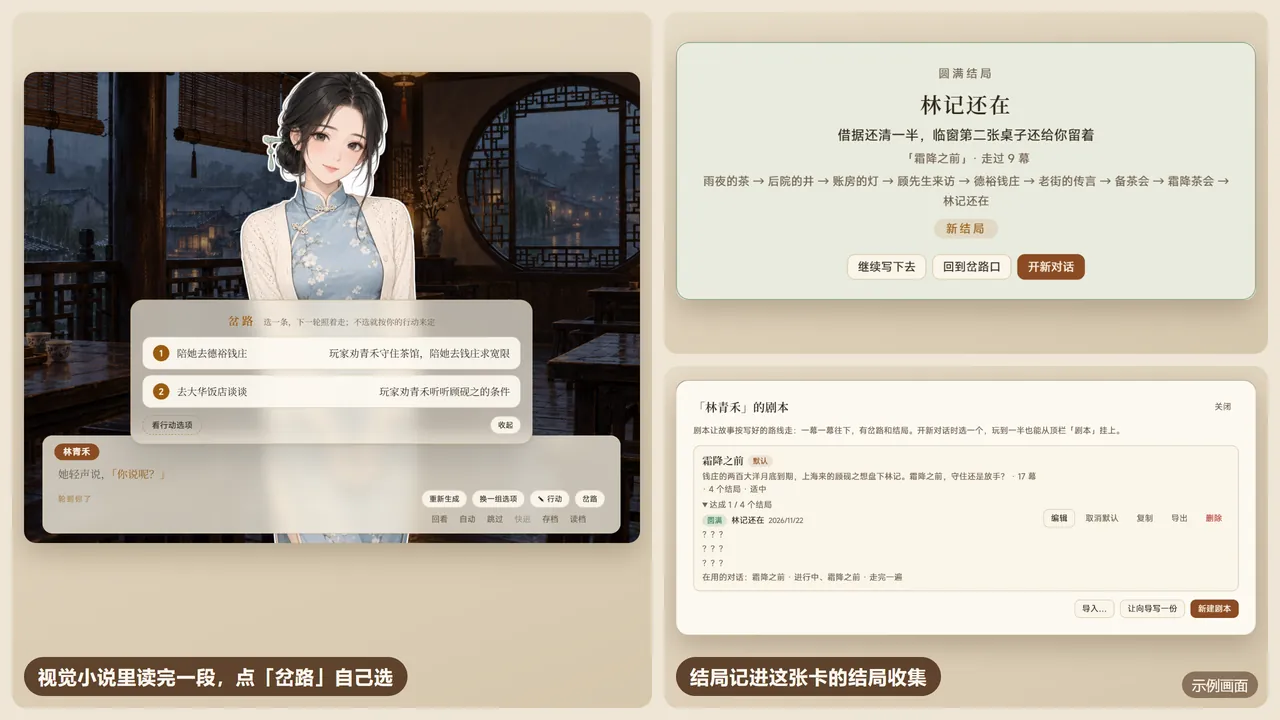 岔路 选一条，下一轮照着走；不选就按你的行动来定
1 陪她去德裕钱庄 玩家劝青禾守住茶馆，陪她去钱庄求宽限
2 去大华饭店谈谈 玩家劝青禾听听顾砚之的条件
看行动选项 收起
林青禾
她轻声说，「你说呢？」
轮到你了
重新生成 换一组选项 行动 岔路
回看 自动 跳过 快进 存档 读档
视觉小说里读完一段，点「岔路」自己选
圆满结局
林记还在
借据还清一半，临窗第二张桌子还给你留着
「霜降之前」· 走过 9 幕
雨夜的茶 → 后院的井 → 账房的灯 → 顾先生来访 → 德裕钱庄 → 老街的传言 → 备茶会 → 霜降茶会 →
林记还在
新结局
继续写下去 回到岔路口 开新对话
「林青禾」的剧本 关闭
剧本让故事按写好的路线走：一幕一幕往下，有岔路和结局。开新对话时选一个，玩到一半也能从顶栏「剧本」挂上。
霜降之前 默认
钱庄的两百大洋月底到期，上海来的顾砚之想盘下林记。霜降之前，守住还是放手？ · 17 幕
· 4 个结局 · 适中
▾ 达成 1 / 4 个结局
圆满 林记还在 2026/11/22
？？？
？？？
？？？
在用的对话：霜降之前 · 进行中、霜降之前 · 走完一遍
编辑 取消默认 复制 导出 删除
导入… 让向导写一份 新建剧本
结局记进这张卡的结局收集
示例画面